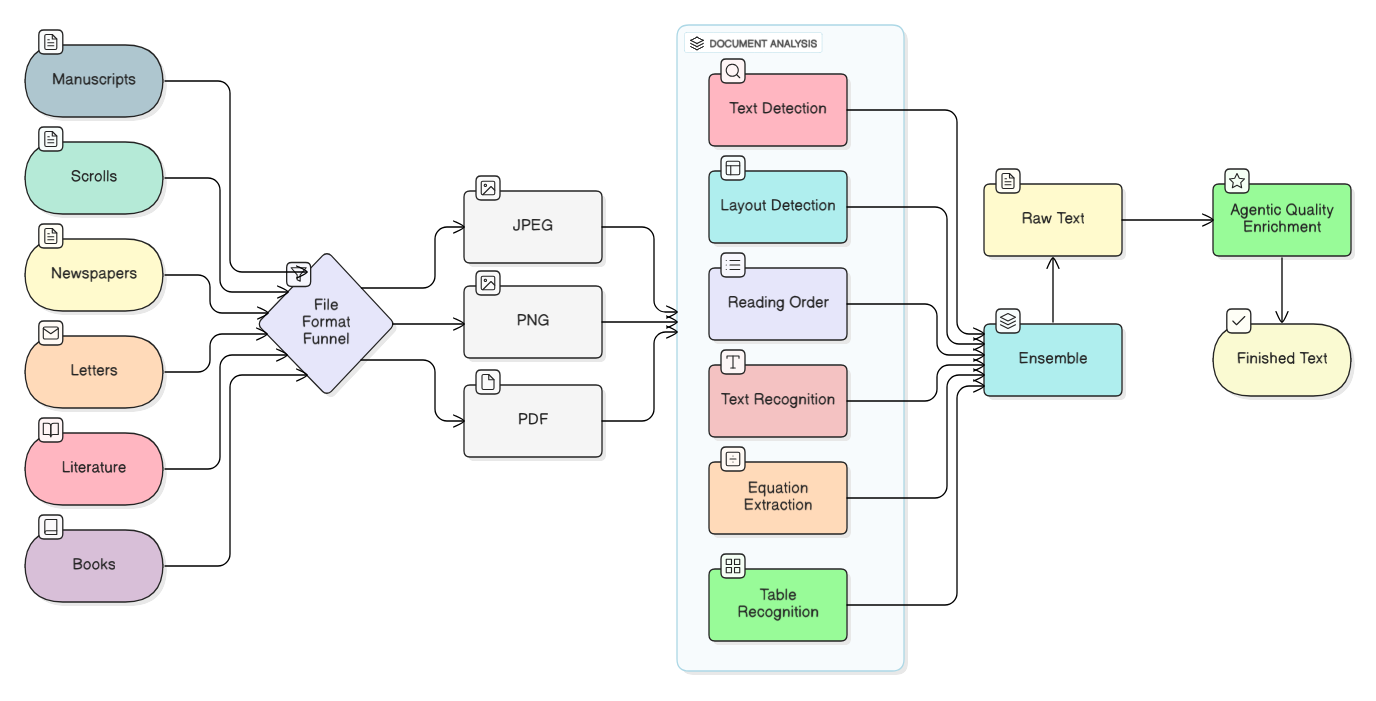 Manuscripts
Scrolls
Newspapers
Letters
Literature
Books
File
Format
Funnel
JPEG
PNG
PDF
DOCUMENT ANALYSIS
Text Detection
Layout Detection
Reading Order
Text Recognition
Equation
Extraction
Table
Recognition
Ensemble
Raw Text
Agentic Quality
Enrichment
Finished Text